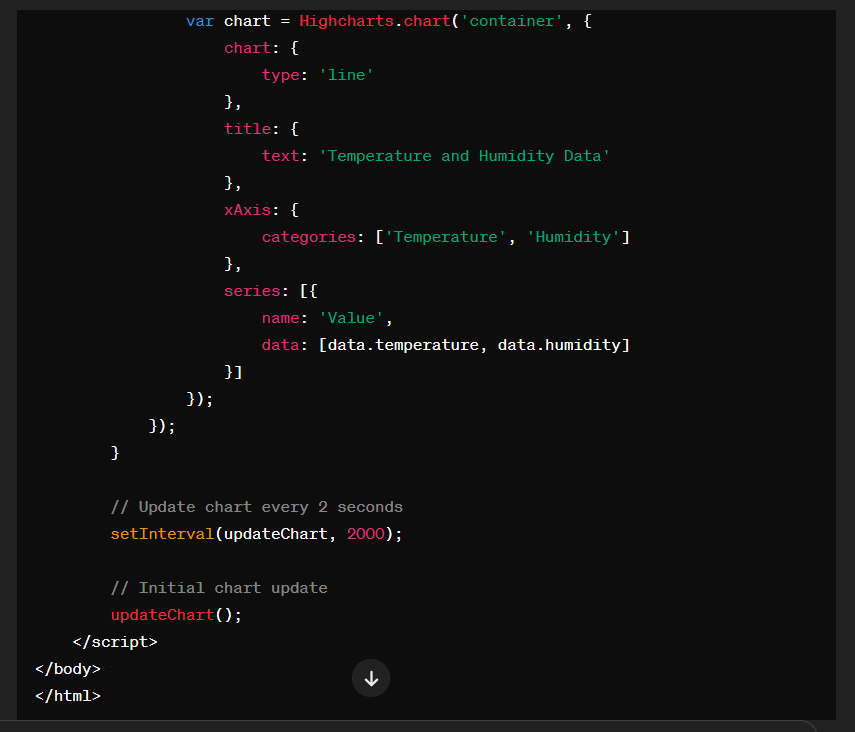 var chart = Highcharts.chart('container', {
chart: {
type: 'line'
},
title: {
text: 'Temperature and Humidity Data'
},
xAxis: {
categories: ['Temperature', 'Humidity']
},
series: [{
name: 'Value',
data: [data.temperature, data.humidity]
}]
});
});
}
// Update chart every 2 seconds
setInterval(updateChart, 2000);
// Initial chart update
updateChart();
</script>
</body>
</html>